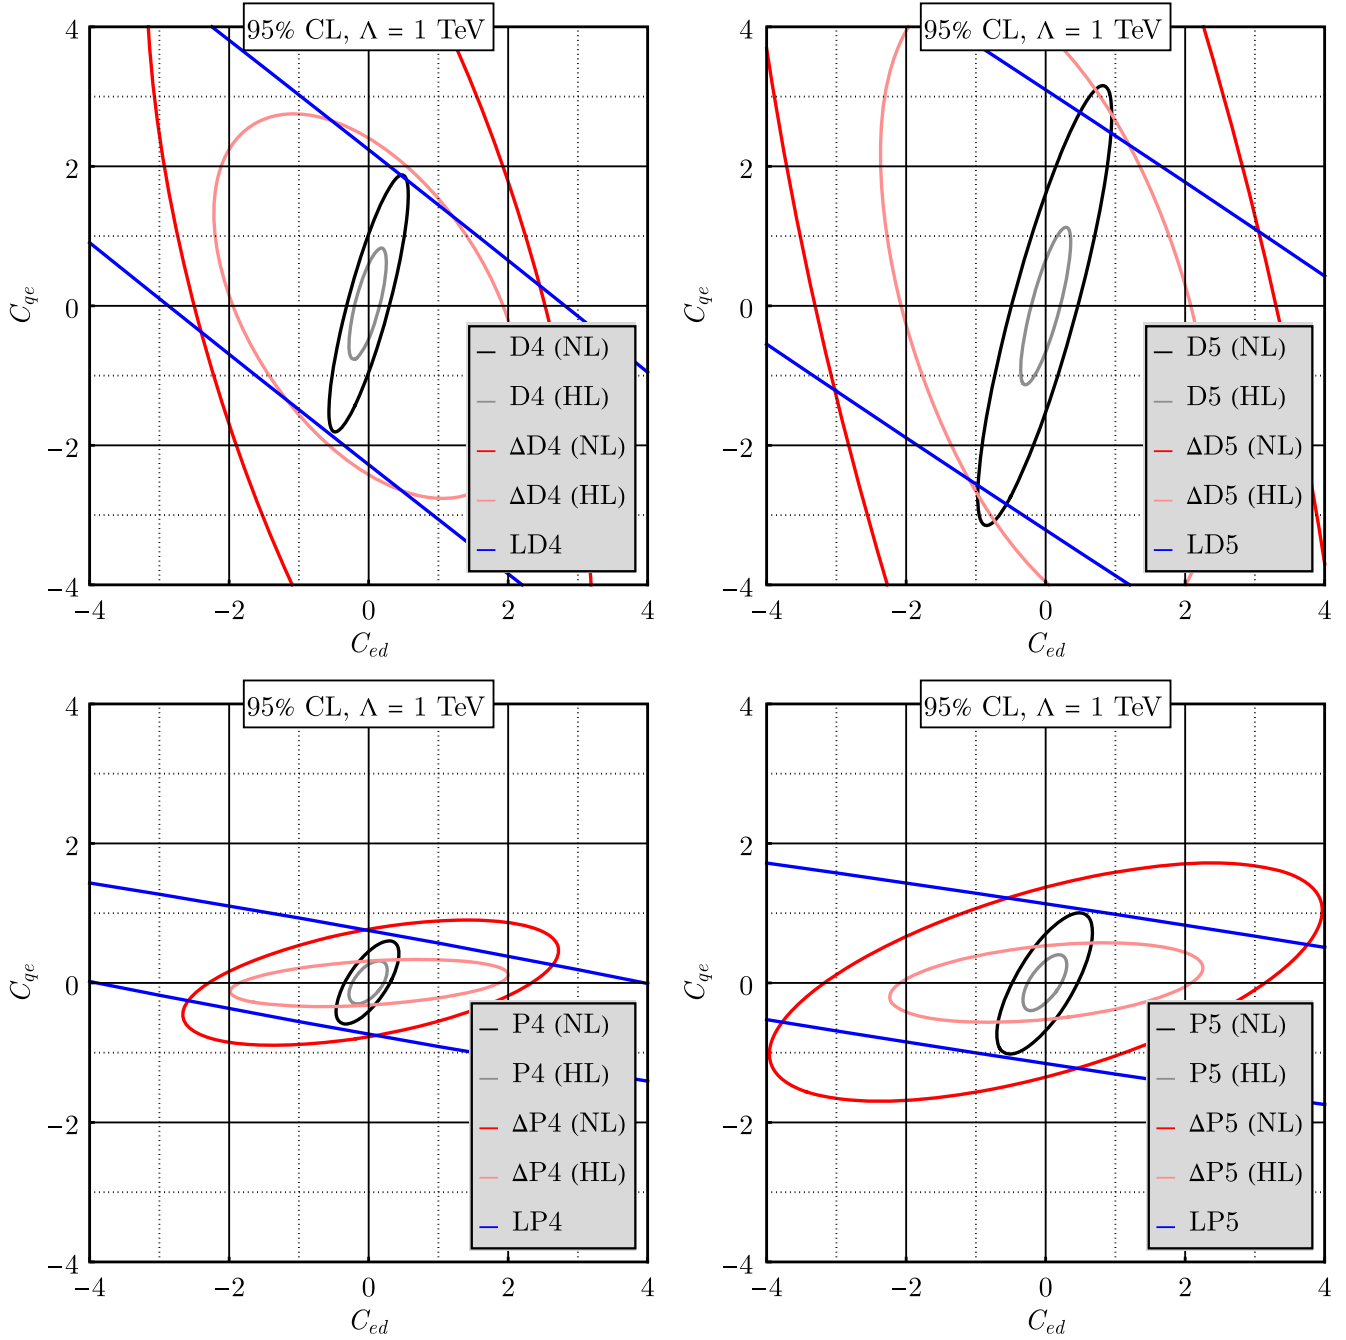 95% CL, Λ = 1 TeV
4
2
0
−2
−4
C_qe
D4 (NL)
D4 (HL)
ΔD4 (NL)
ΔD4 (HL)
LD4
−4 −2 0 2 4
C_ed
95% CL, Λ = 1 TeV
4
2
0
−2
−4
C_qe
D5 (NL)
D5 (HL)
ΔD5 (NL)
ΔD5 (HL)
LD5
−4 −2 0 2 4
C_ed
95% CL, Λ = 1 TeV
4
2
0
−2
−4
C_qe
P4 (NL)
P4 (HL)
ΔP4 (NL)
ΔP4 (HL)
LP4
−4 −2 0 2 4
C_ed
95% CL, Λ = 1 TeV
4
2
0
−2
−4
C_qe
P5 (NL)
P5 (HL)
ΔP5 (NL)
ΔP5 (HL)
LP5
−4 −2 0 2 4
C_ed